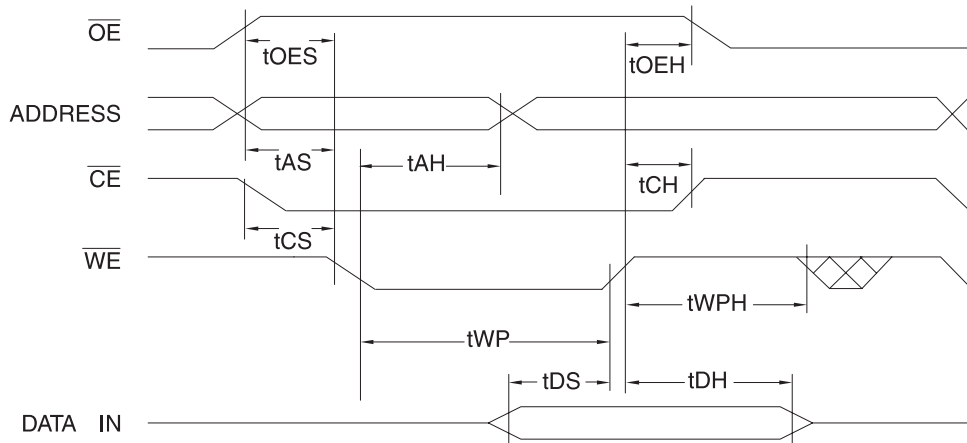 OE
tOES
tOEH
ADDRESS
tAS
tAH
tCH
CE
tCS
WE
tWPH
tWP
tDS
tDH
DATA IN